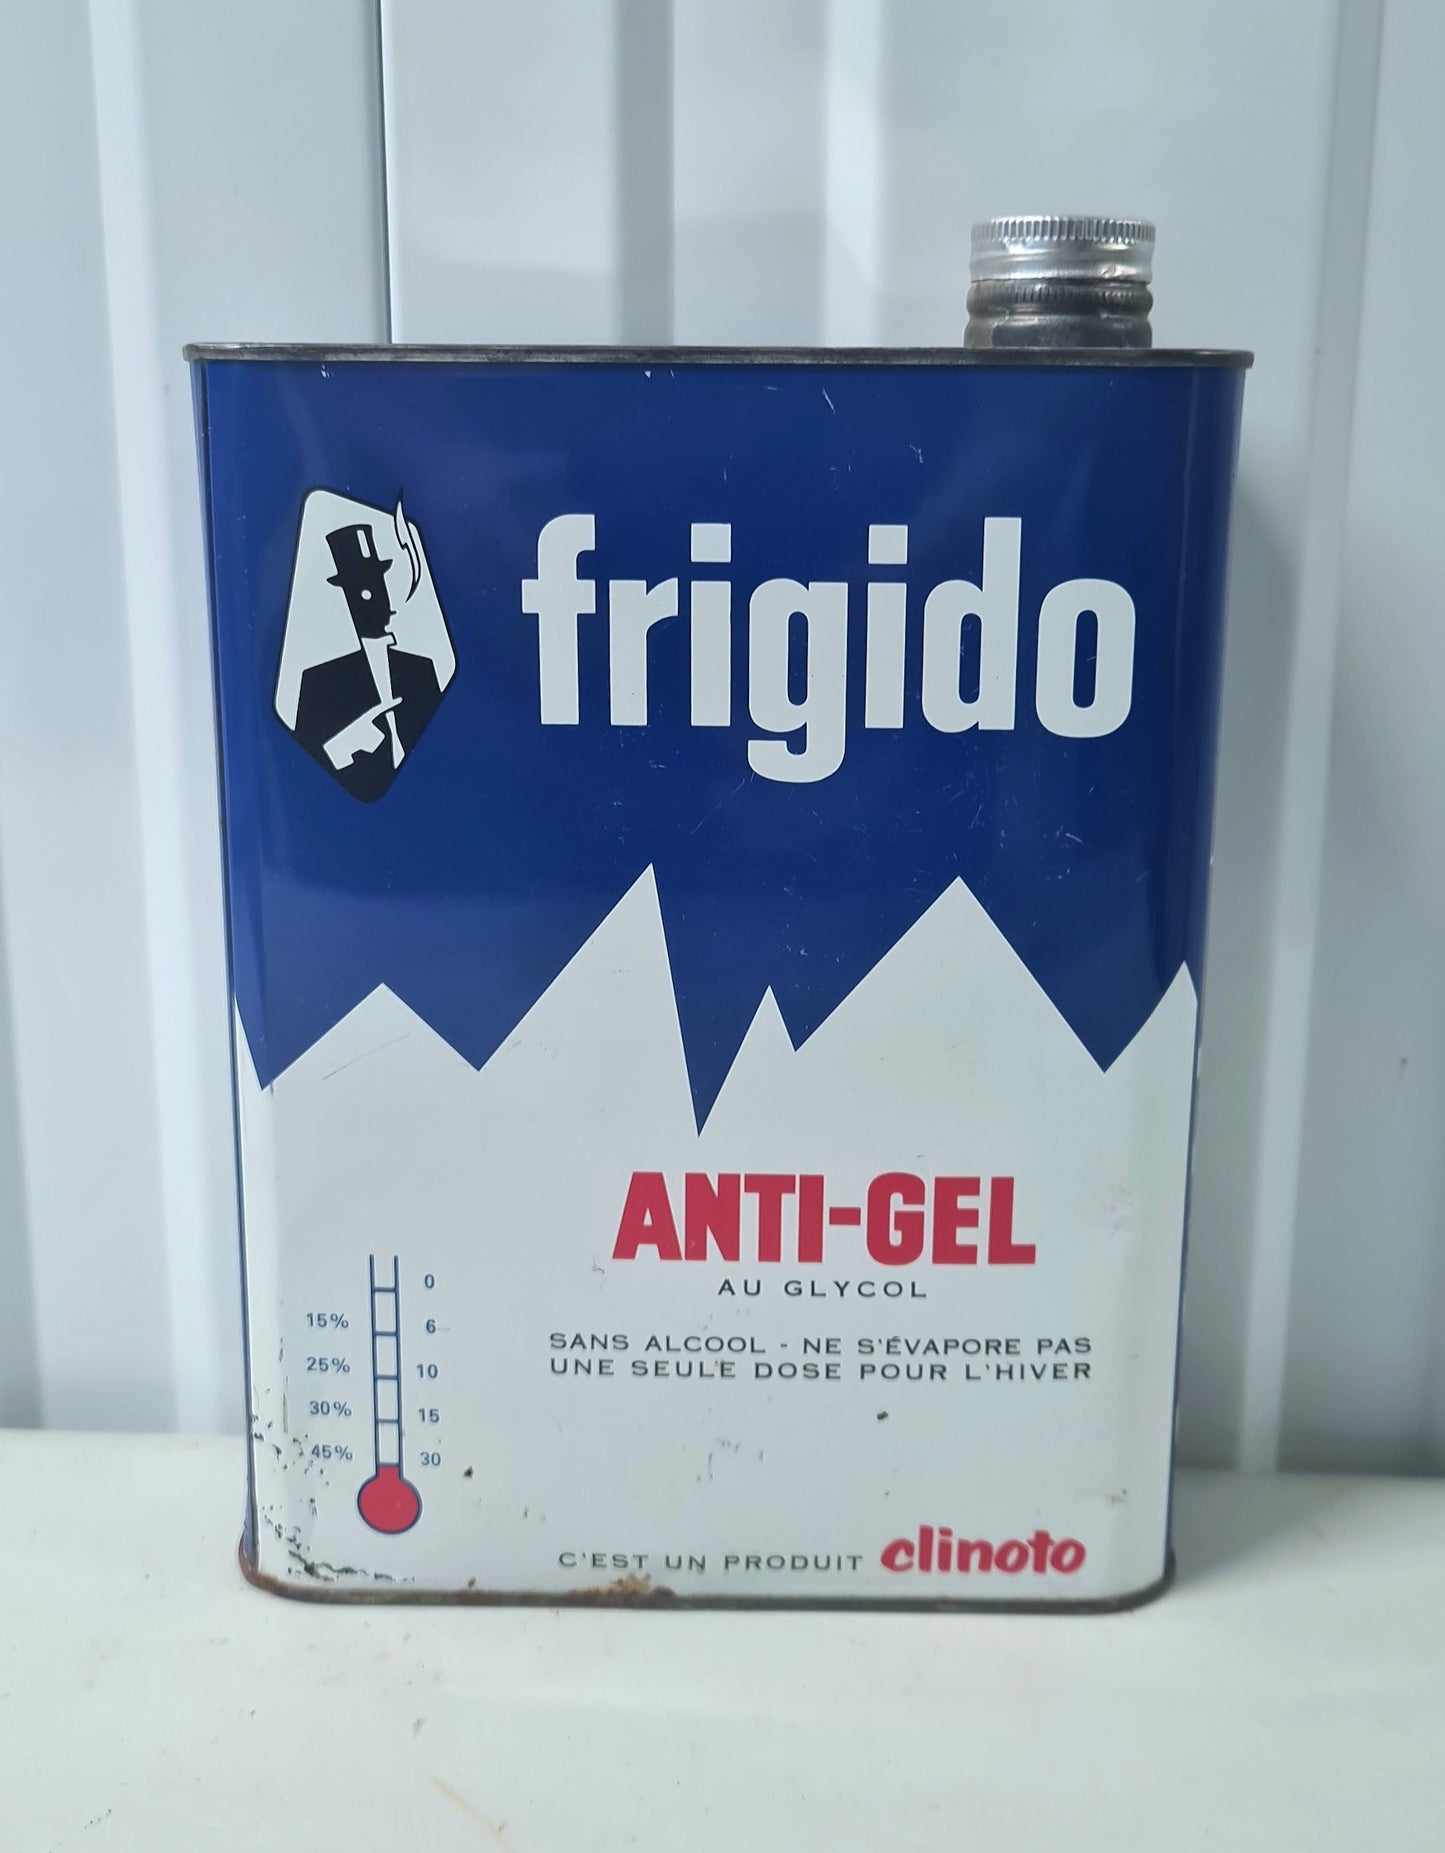 frigido
ANTI-GEL
AU GLYCOL
SANS ALCOOL - NE S'ÉVAPORE PAS
UNE SEULE DOSE POUR L'HIVER
0
15% 6
25% 10
30% 15
45% 30
C'EST UN PRODUIT clinoto